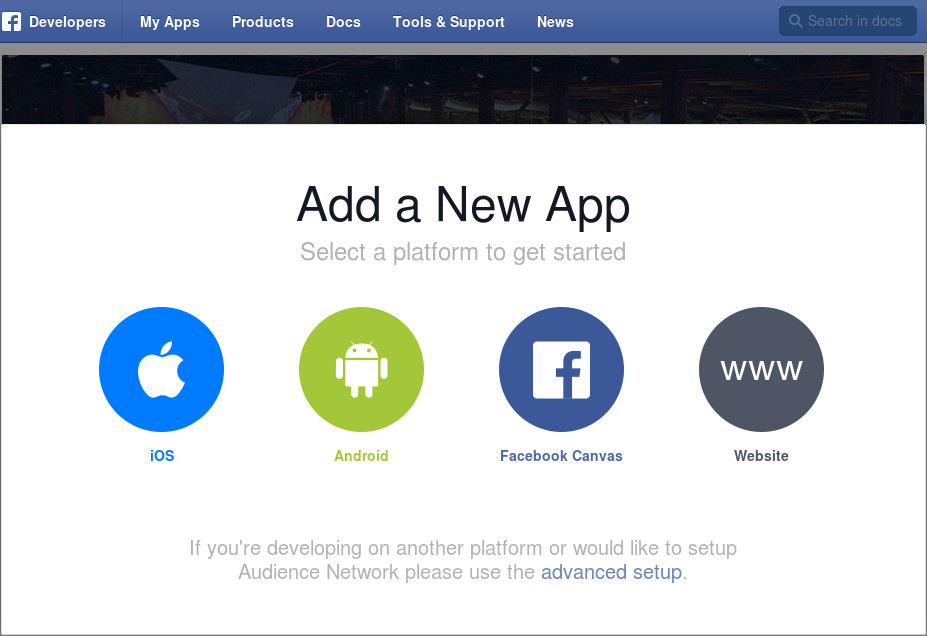 Developers My Apps Products Docs Tools & Support News Search in docs
Add a New App
Select a platform to get started
www
iOS Android Facebook Canvas Website
If you're developing on another platform or would like to setup
Audience Network please use the advanced setup.